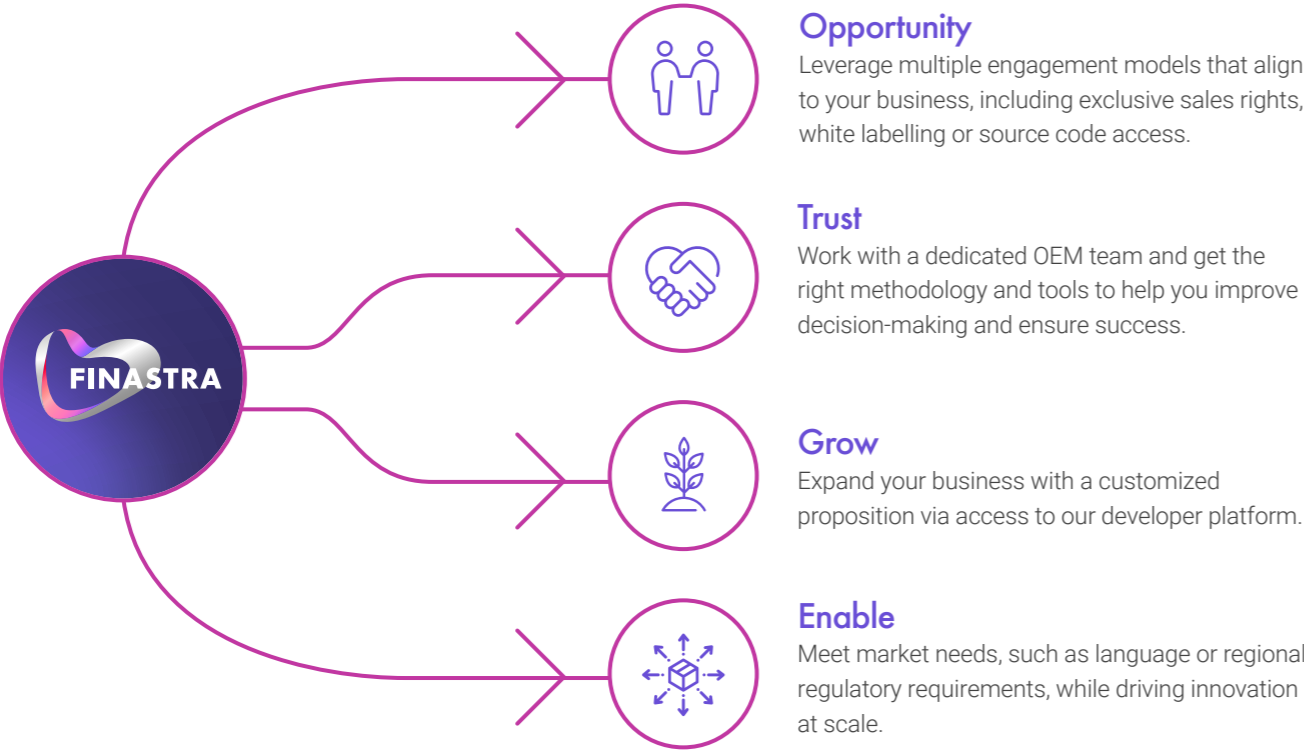 Opportunity
Leverage multiple engagement models that align
to your business, including exclusive sales rights,
white labelling or source code access.
Trust
Work with a dedicated OEM team and get the
right methodology and tools to help you improve
decision-making and ensure success.
FINASTRA
Grow
Expand your business with a customized
proposition via access to our developer platform.
Enable
Meet market needs, such as language or regional
regulatory requirements, while driving innovation
at scale.